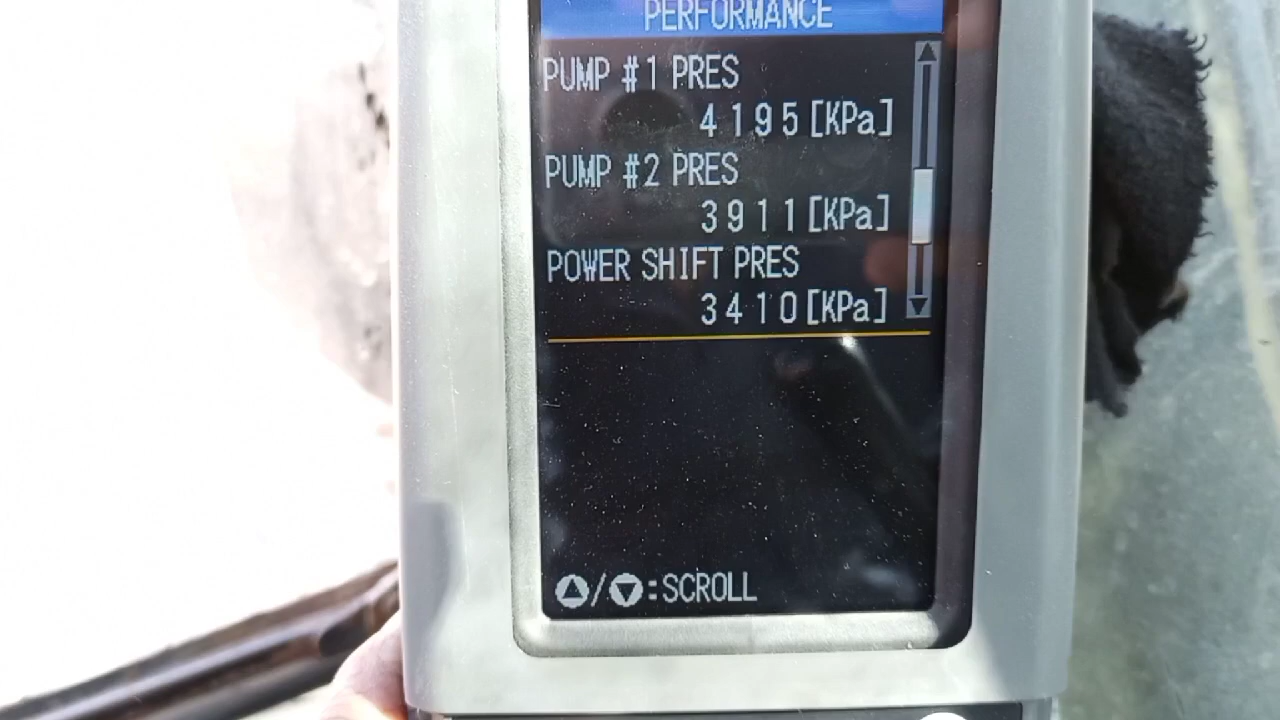 PERFORMANCE
PUMP #1 PRES
4195[KPa]
PUMP #2 PRES
3911[KPa]
POWER SHIFT PRES
3410[KPa]
▲/▼:SCROLL